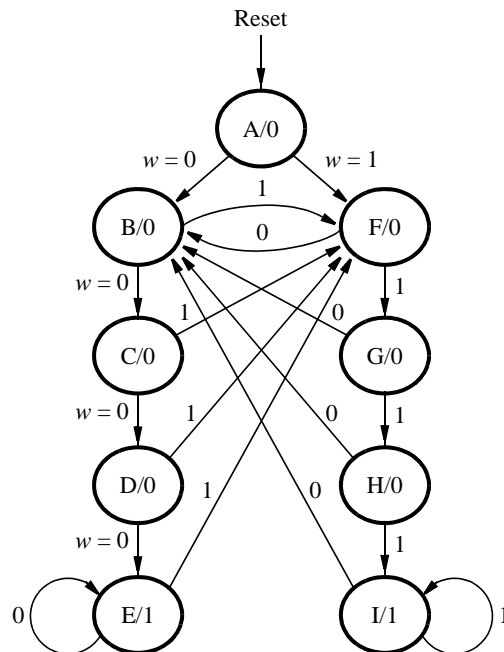 Reset
A/0
w = 0
w = 1
1
B/0
F/0
0
w = 0
1
0
1
C/0
G/0
w = 0
1
0
1
D/0
H/0
w = 0
1
0
1
0
E/1
I/1
1